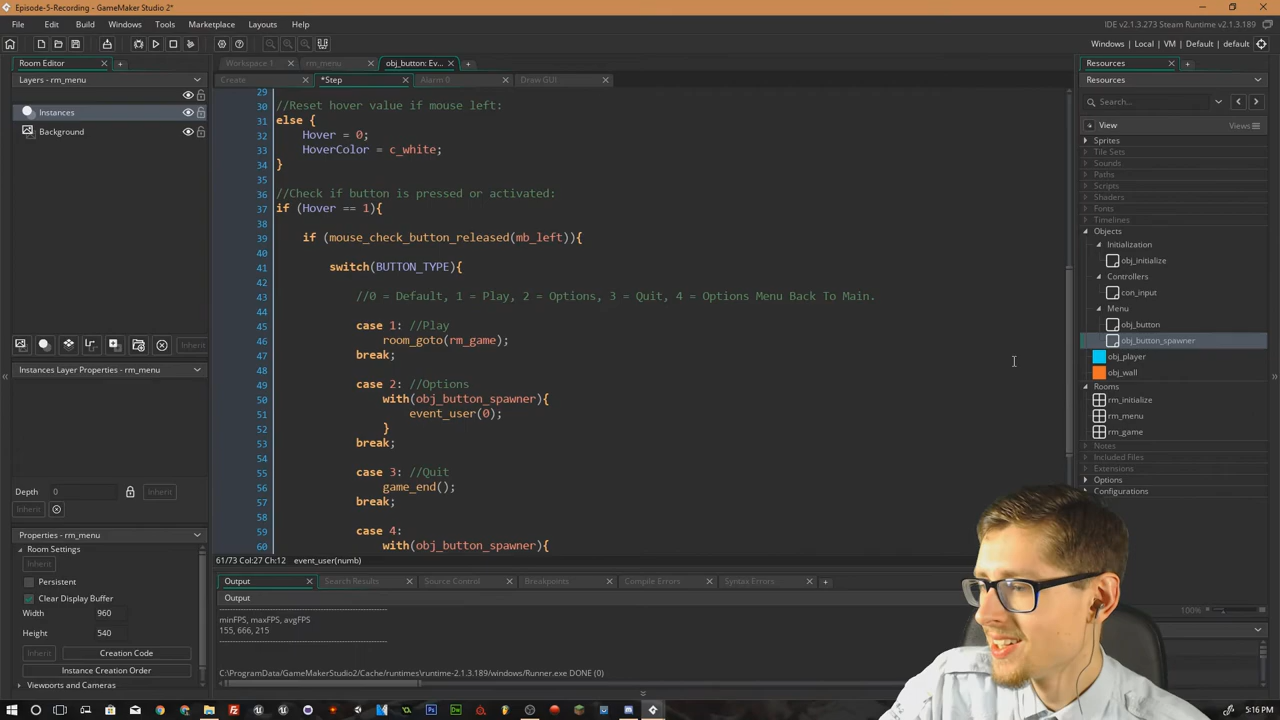 Episode-5-Recording - GameMaker Studio 2*
File Edit Build Windows Tools Marketplace Layouts Help
IDE v2.1.3.273 Steam Runtime v2.1.3.189
Windows | Local | VM | Default | default
Room Editor
Workspace 1
rm_menu
obj_button: Ev...
Resources
Layers - rm_menu
Create
*Step
Alarm 0
Draw GUI
Resources
Instances
Background
Search...
View
Views
Sprites
Tile Sets
Sounds
Paths
Scripts
Shaders
Fonts
Timelines
Objects
Initialization
obj_initialize
Controllers
con_input
Menu
obj_button
obj_button_spawner
obj_player
obj_wall
Rooms
rm_initialize
rm_menu
rm_game
Notes
Included Files
Extensions
Options
Configurations
29
30 //Reset hover value if mouse left:
31 else {
32 Hover = 0;
33 HoverColor = c_white;
34 }
35
36 //Check if button is pressed or activated:
37 if (Hover == 1){
38
39 if (mouse_check_button_released(mb_left)){
40
41 switch(BUTTON_TYPE){
42
43 //0 = Default, 1 = Play, 2 = Options, 3 = Quit, 4 = Options Menu Back To Main.
44
45 case 1: //Play
46 room_goto(rm_game);
47 break;
48
49 case 2: //Options
50 with(obj_button_spawner){
51 event_user(0);
52 }
53 break;
54
55 case 3: //Quit
56 game_end();
57 break;
58
59 case 4:
60 with(obj_button_spawner){
61/73 Col:27 Ch:12 event_user(numb)
Inherit
Instances Layer Properties - rm_menu
Depth 0 Inherit
Inherit
Properties - rm_menu
Room Settings
Inherit
Persistent
Clear Display Buffer
Width 960
Height 540
Inherit Creation Code
Instance Creation Order
Viewports and Cameras
Output
Search Results
Source Control
Breakpoints
Compile Errors
Syntax Errors
Output
minFPS, maxFPS, avgFPS
155, 666, 215
C:\ProgramData/GameMakerStudio2/Cache/runtimes\runtime-2.1.3.189/windows/Runner.exe DONE (0)
100%
5:16 PM